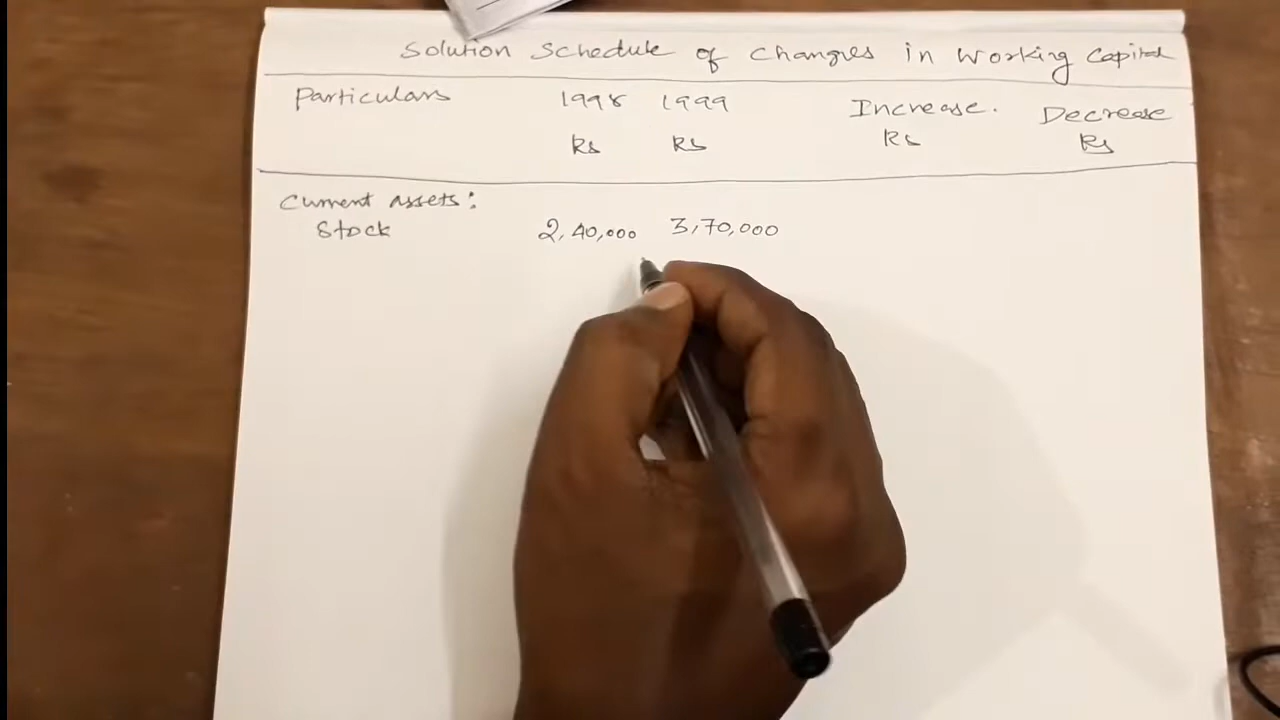 Solution Schedule of Changes in Working Capital
Particulars 1998 1999 Increase. Decrease
Rs Rs Rs Rs
Current assets:
Stock 2,40,000 3,70,000